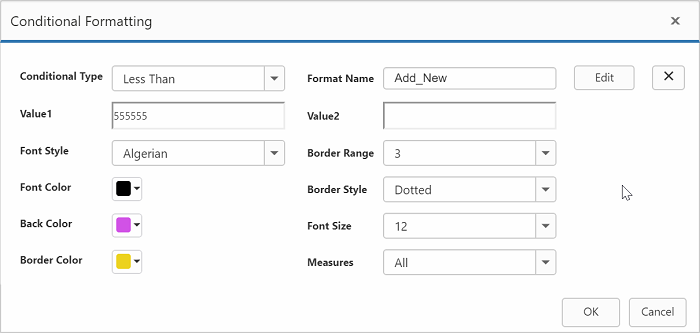 Conditional Formatting
Conditional Type Less Than Format Name Add_New Edit
Value1 555555 Value2
Font Style Algerian Border Range 3
Font Color Border Style Dotted
Back Color Font Size 12
Border Color Measures All
OK Cancel